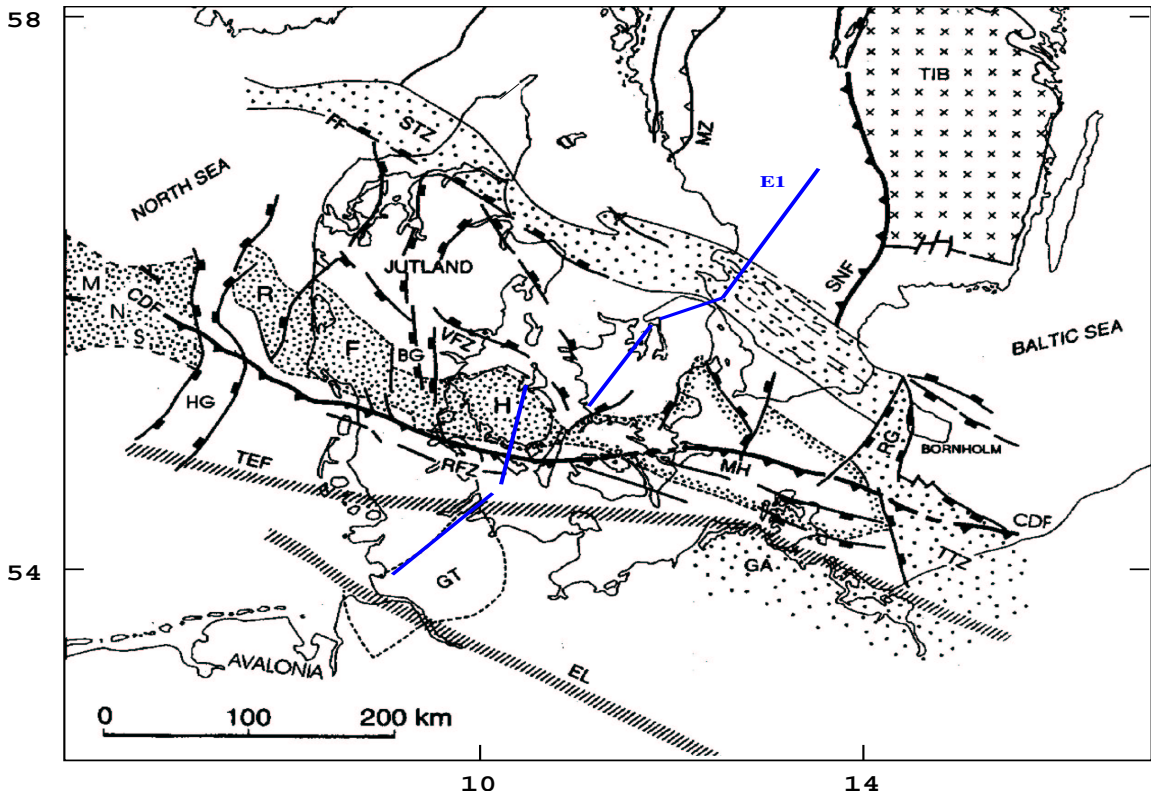 58
TIB
STZ
FF
MZ
E1
NORTH SEA
JUTLAND
M
N
S
CDF
R
F
SNF
BALTIC SEA
VFZ
BG
H
HG
RG
BORNHOLM
TEF
RFZ
MH
CDF
54
GT
GA
TTZ
AVALONIA
EL
0 100 200 km
10 14